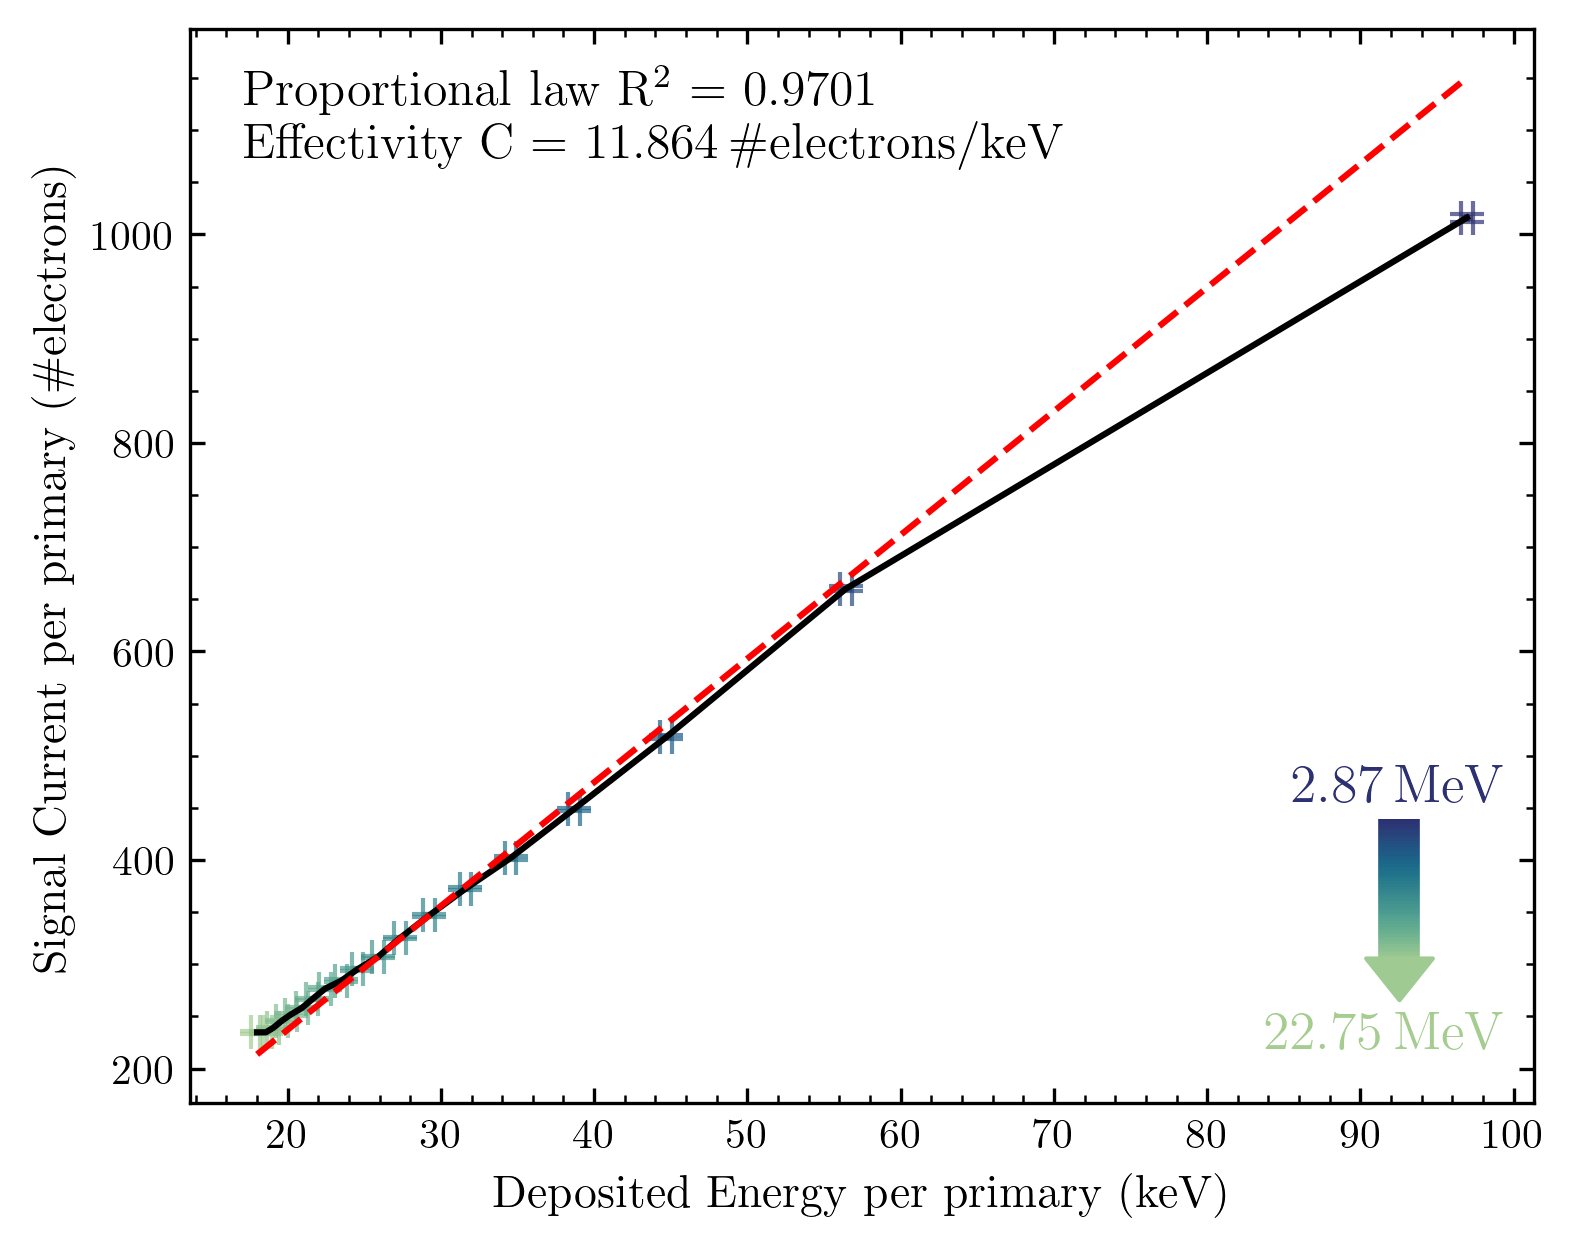 Proportional law R² = 0.9701
Effectivity C = 11.864 #electrons/keV
Signal Current per primary (#electrons)
1000
800
600
400
200
2.87 MeV
22.75 MeV
20 30 40 50 60 70 80 90 100
Deposited Energy per primary (keV)